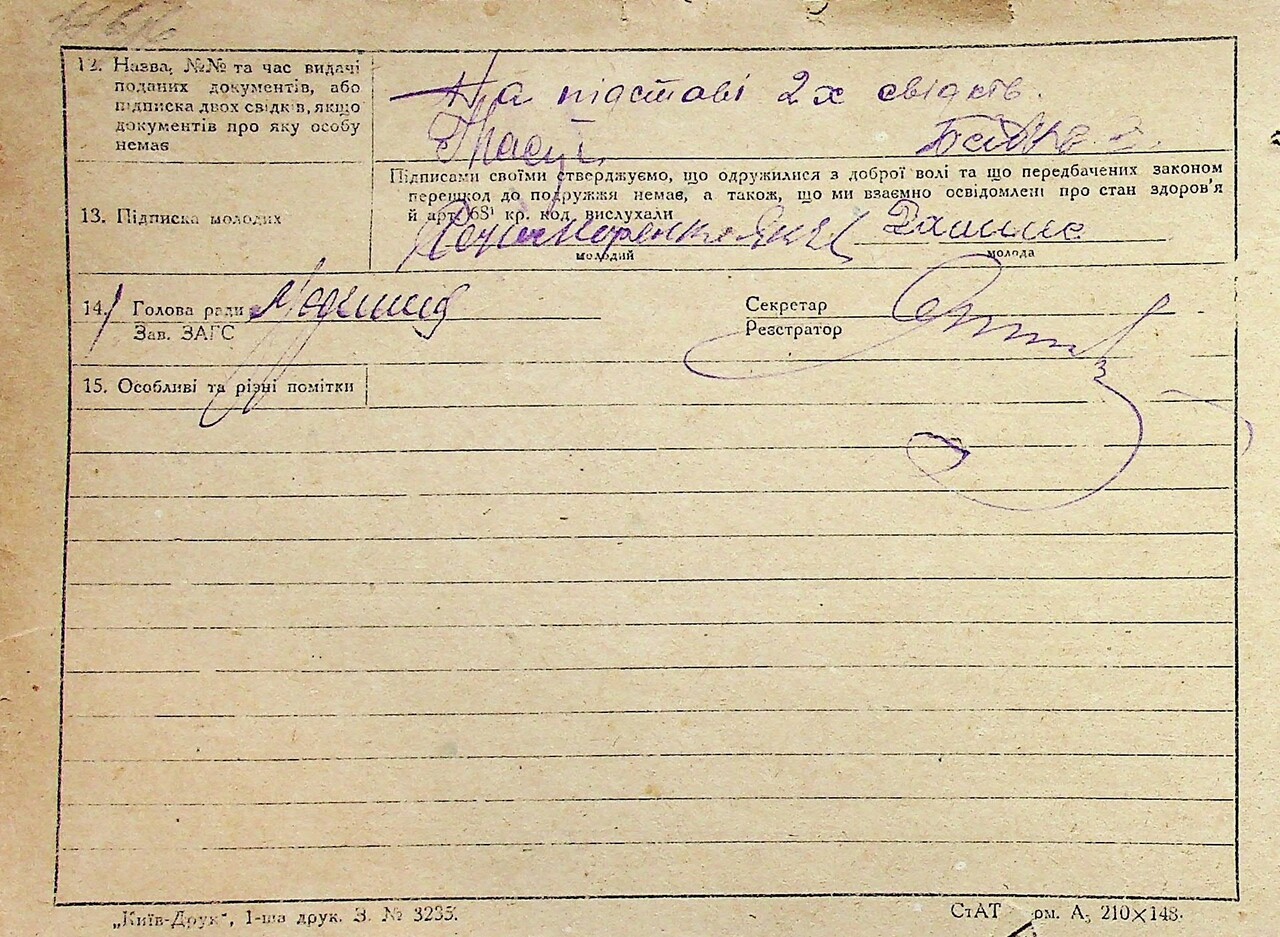 12. Назва, №№ та час видачі
поданих документів, або
підписка двох свідків, якщо
документів про яку особу
немає
На підставі 2х свідків.
Підписами своїми стверджуємо, що одружилися з доброї волі та що передбачених законом
перешкод до подружжя немає, а також, що ми взаємно освідомлені про стан здоров'я
й арт. 68¹ кр. код. вислухали
13. Підписка молодих
молодий
молода
14. Голова ради
Зав. ЗАГС
Секретар
Реєстратор
15. Особливі та різні помітки
„Київ-Друк", 1-ша друк. З. № 3235.
СтАТ рм. А, 210×148.